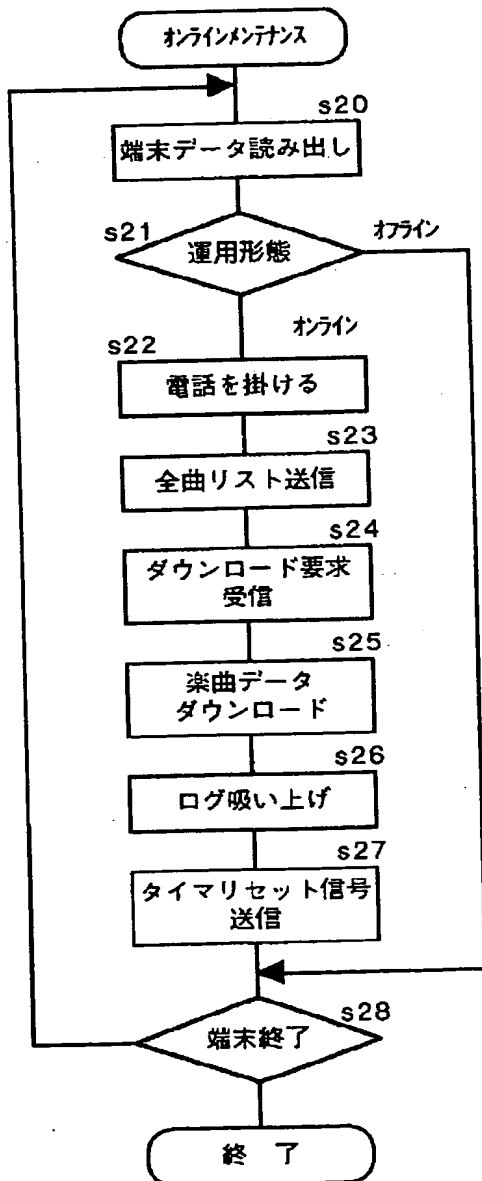 オンラインメンテナンス
s20
端末データ読み出し
s21
運用形態
オフライン
オンライン
s22
電話を掛ける
s23
全曲リスト送信
s24
ダウンロード要求
受信
s25
楽曲データ
ダウンロード
s26
ログ吸い上げ
s27
タイマリセット信号
送信
s28
端末終了
終 了